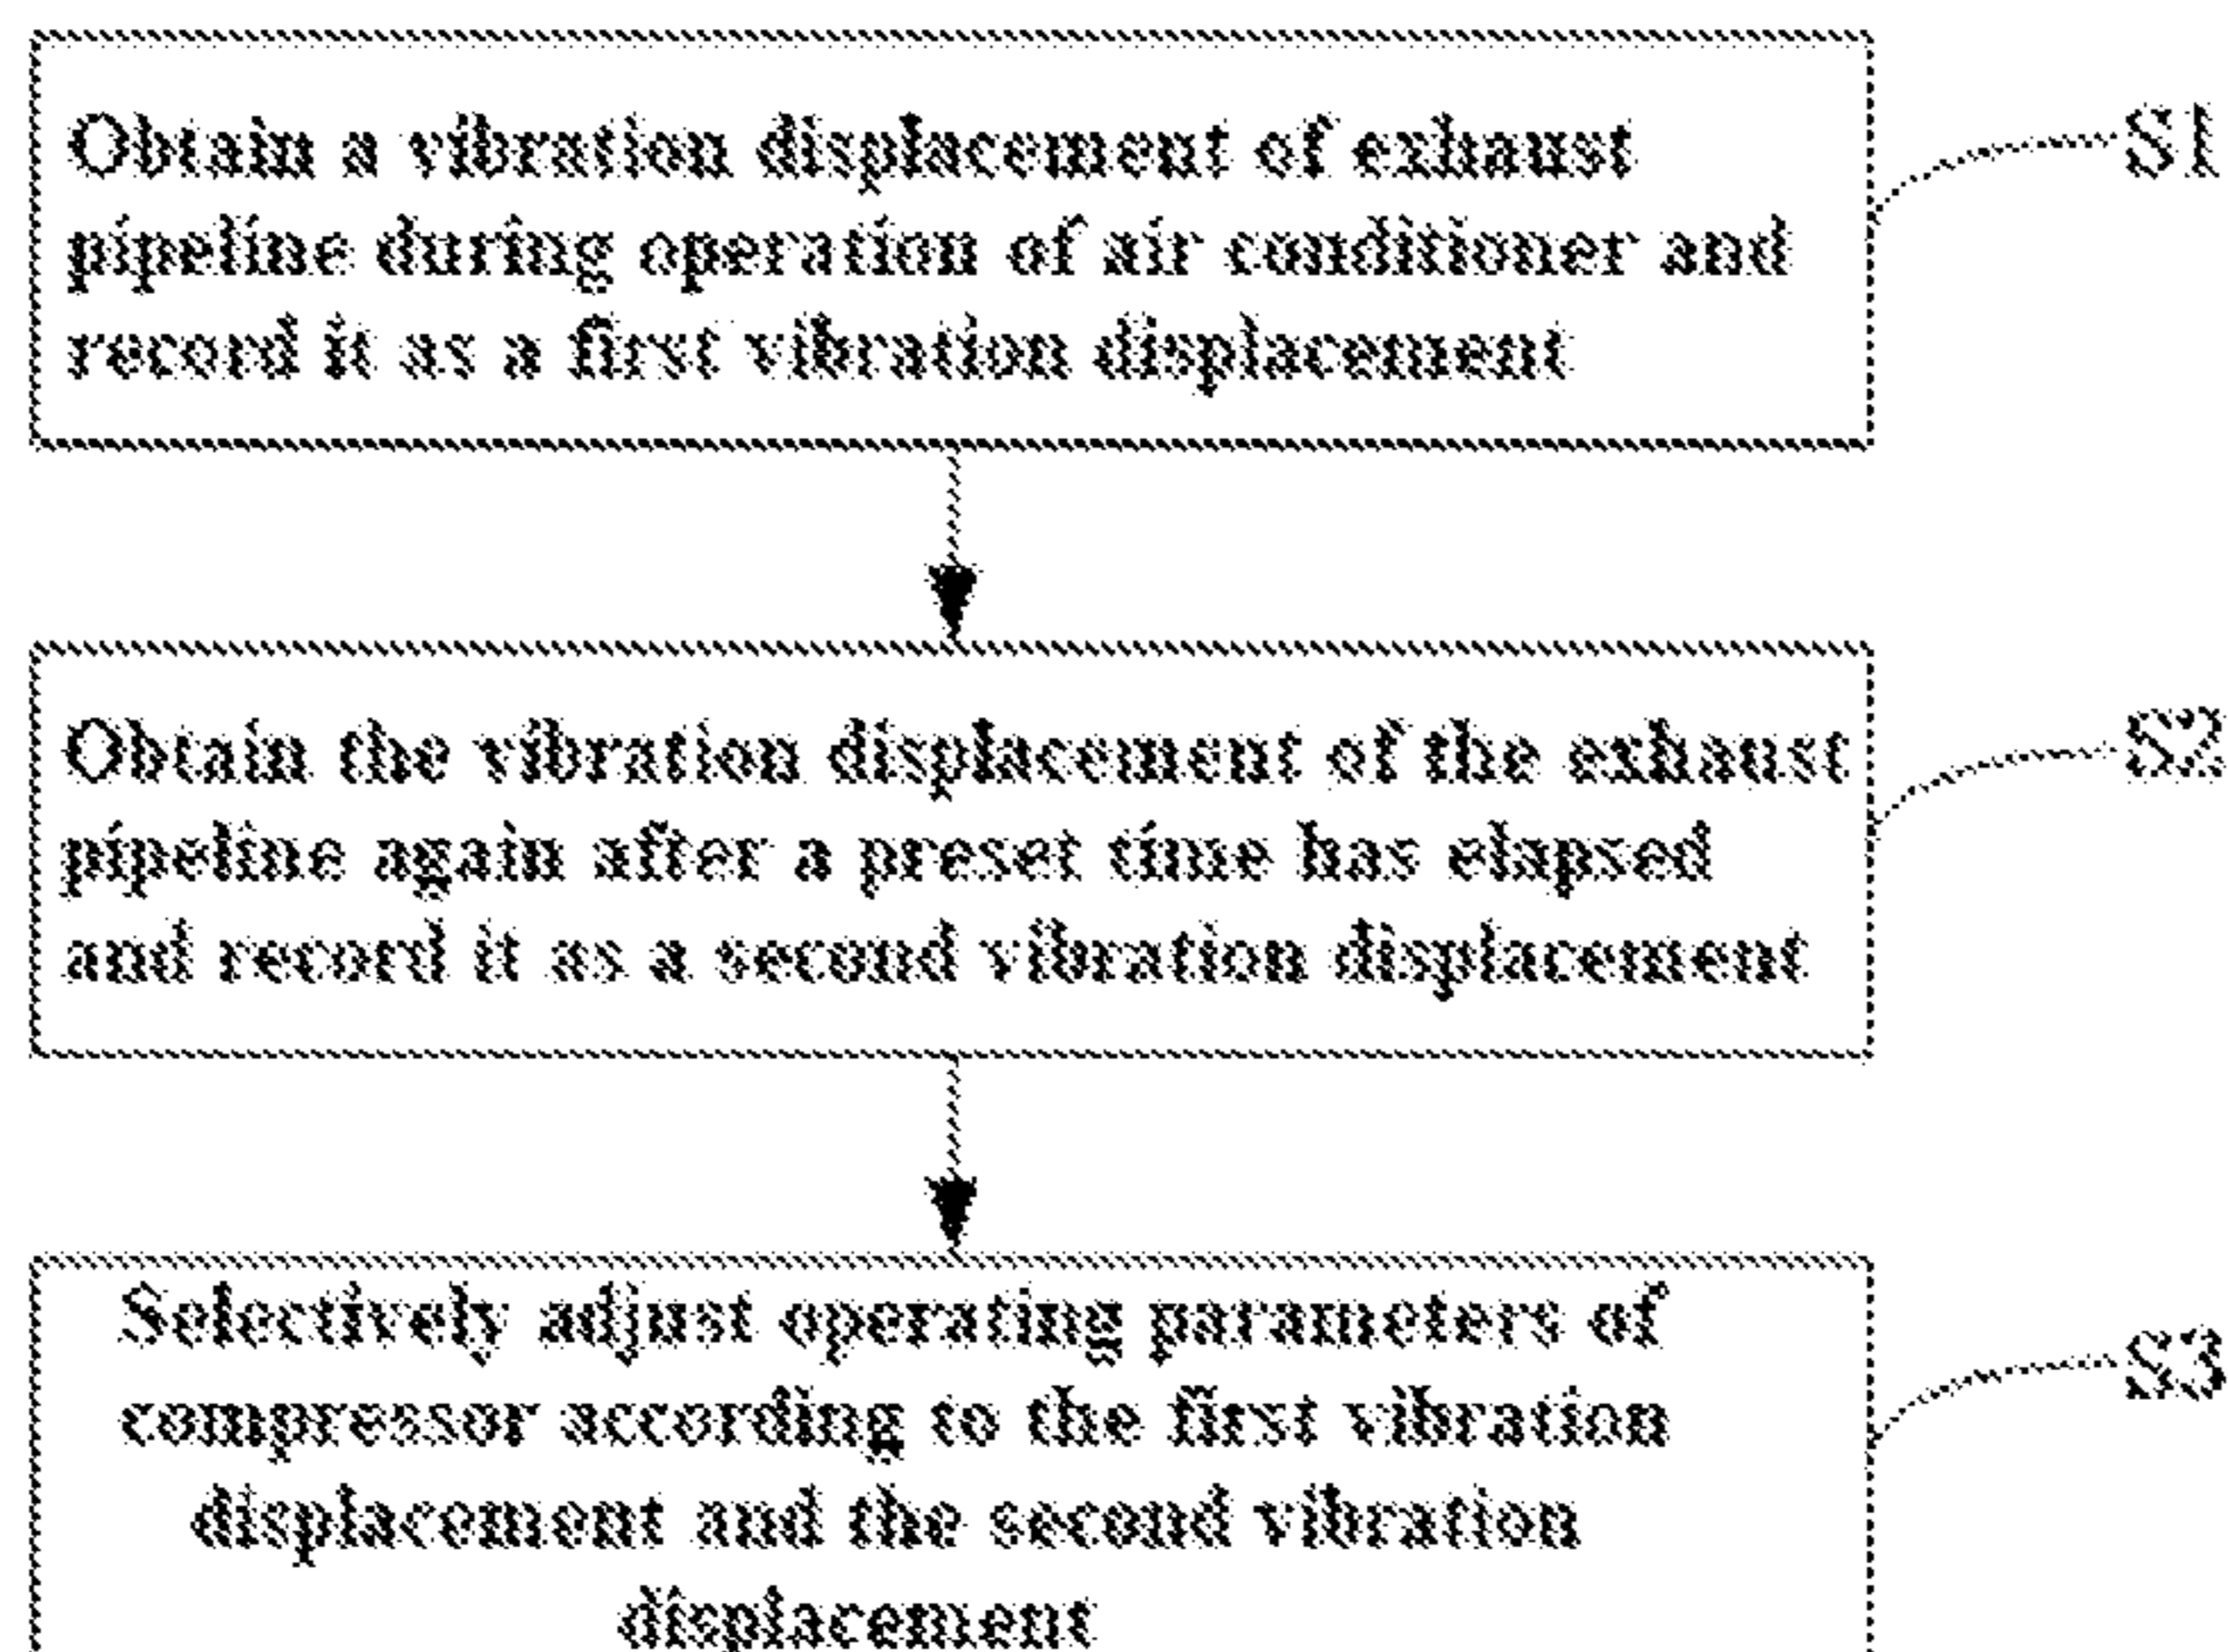 Obtain a vibration displacement of exhaust
pipeline during operation of air conditioner and
record it as a first vibration displacement
S1
Obtain the vibration displacement of the exhaust
pipeline again after a preset time has elapsed
and record it as a second vibration displacement
S2
Selectively adjust operating parameters of
compressor according to the first vibration
displacement and the second vibration
displacement
S3